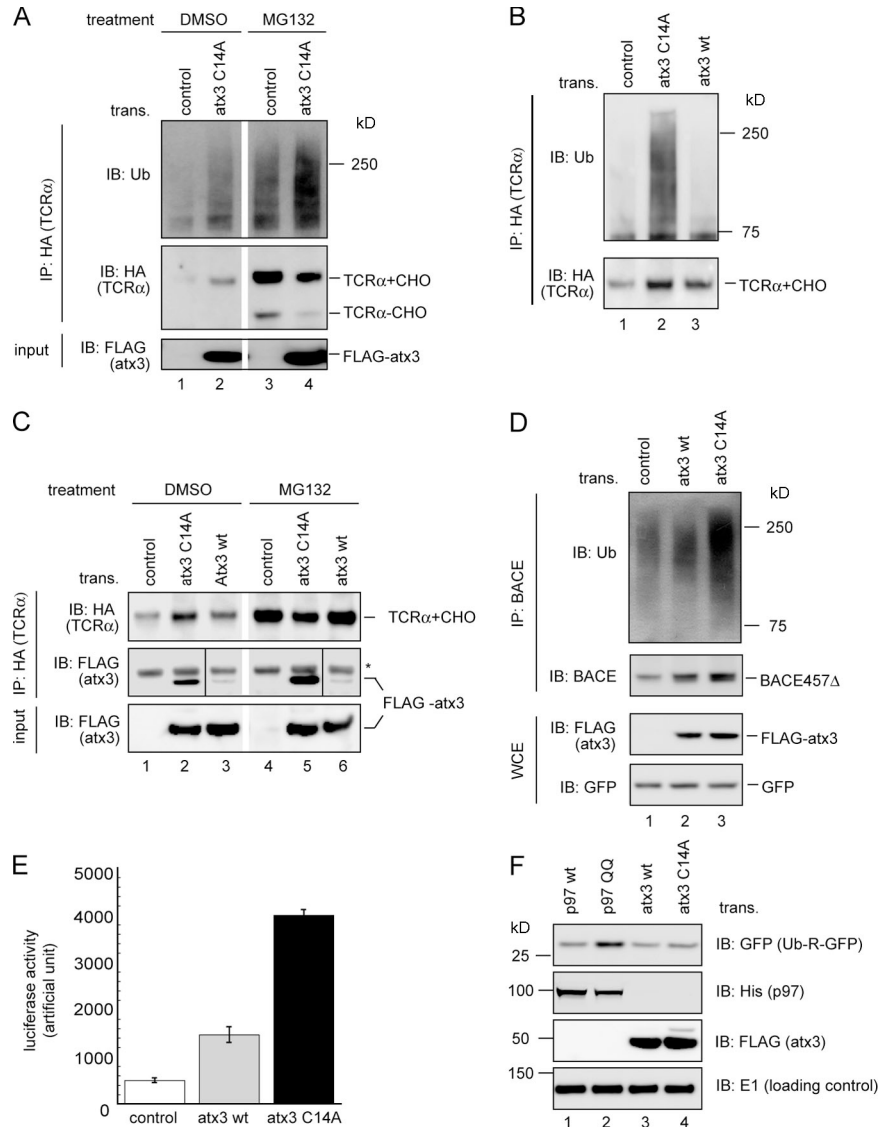 A
treatment DMSO MG132
trans. control atx3 C14A control atx3 C14A
kD
250
IP: HA (TCRα)
IB: Ub
IB: HA
(TCRα)
TCRα+CHO
TCRα-CHO
input
IB: FLAG
(atx3)
FLAG-atx3
1 2 3 4
B
trans. control atx3 C14A atx3 wt
kD
250
75
IP: HA (TCRα)
IB: Ub
IB: HA
(TCRα)
TCRα+CHO
1 2 3
C
treatment DMSO MG132
trans. control atx3 C14A Atx3 wt control atx3 C14A atx3 wt
IP: HA (TCRα)
IB: HA
(TCRα)
TCRα+CHO
IB: FLAG
(atx3)
*
FLAG -atx3
input
IB: FLAG
(atx3)
1 2 3 4 5 6
D
trans. control atx3 wt atx3 C14A
kD
250
75
IP: BACE
IB: Ub
IB: BACE
BACE457Δ
WCE
IB: FLAG
(atx3)
FLAG-atx3
IB: GFP
GFP
1 2 3
E
luciferase activity
(artificial unit)
5000
4000
3000
2000
1000
0
control atx3 wt atx3 C14A
F
p97 wt p97 QQ atx3 wt atx3 C14A trans.
kD
25
IB: GFP (Ub-R-GFP)
100
IB: His (p97)
50
IB: FLAG (atx3)
150
IB: E1 (loading control)
1 2 3 4